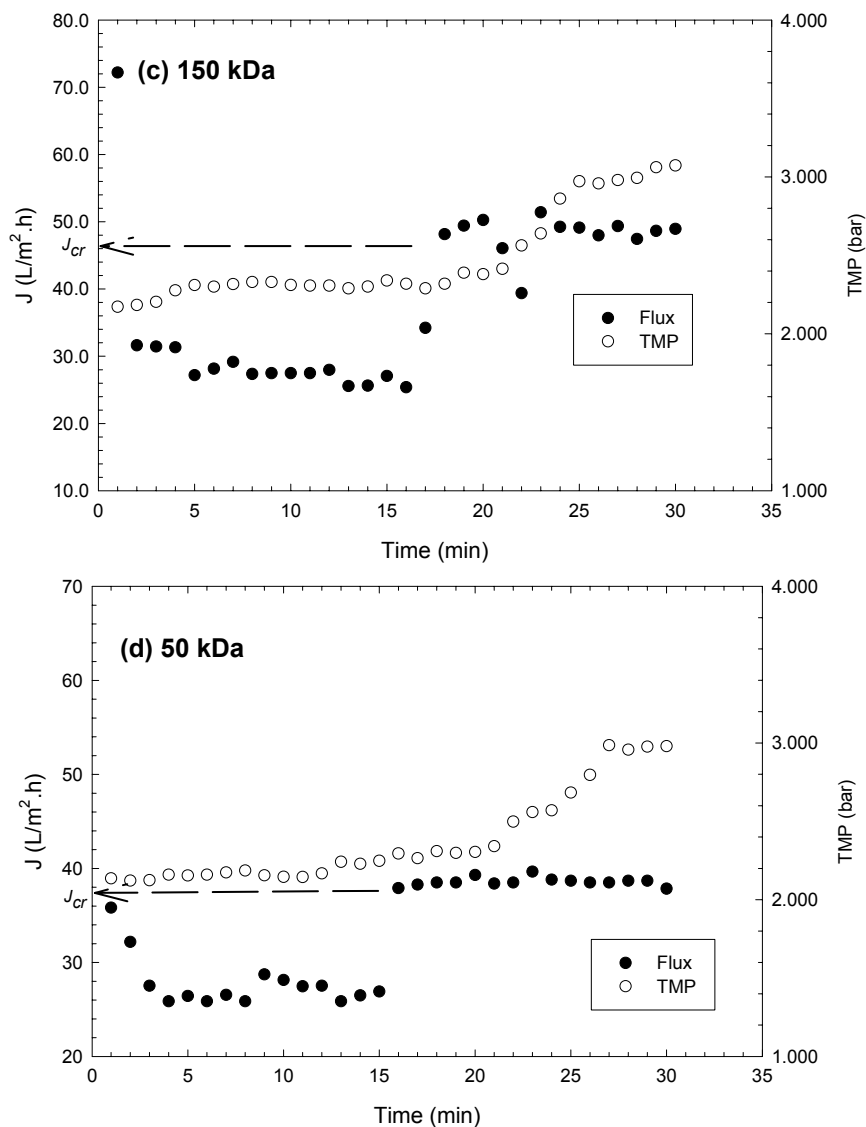 80.0 4.000
(c) 150 kDa
70.0
60.0
3.000
50.0
J (L/m².h)
Jcr
TMP (bar)
40.0
Flux
TMP
2.000
30.0
20.0
10.0 1.000
0 5 10 15 20 25 30 35
Time (min)
70 4.000
(d) 50 kDa
60
3.000
50
J (L/m².h)
TMP (bar)
40
Jcr
2.000
30
Flux
TMP
20 1.000
0 5 10 15 20 25 30 35
Time (min)